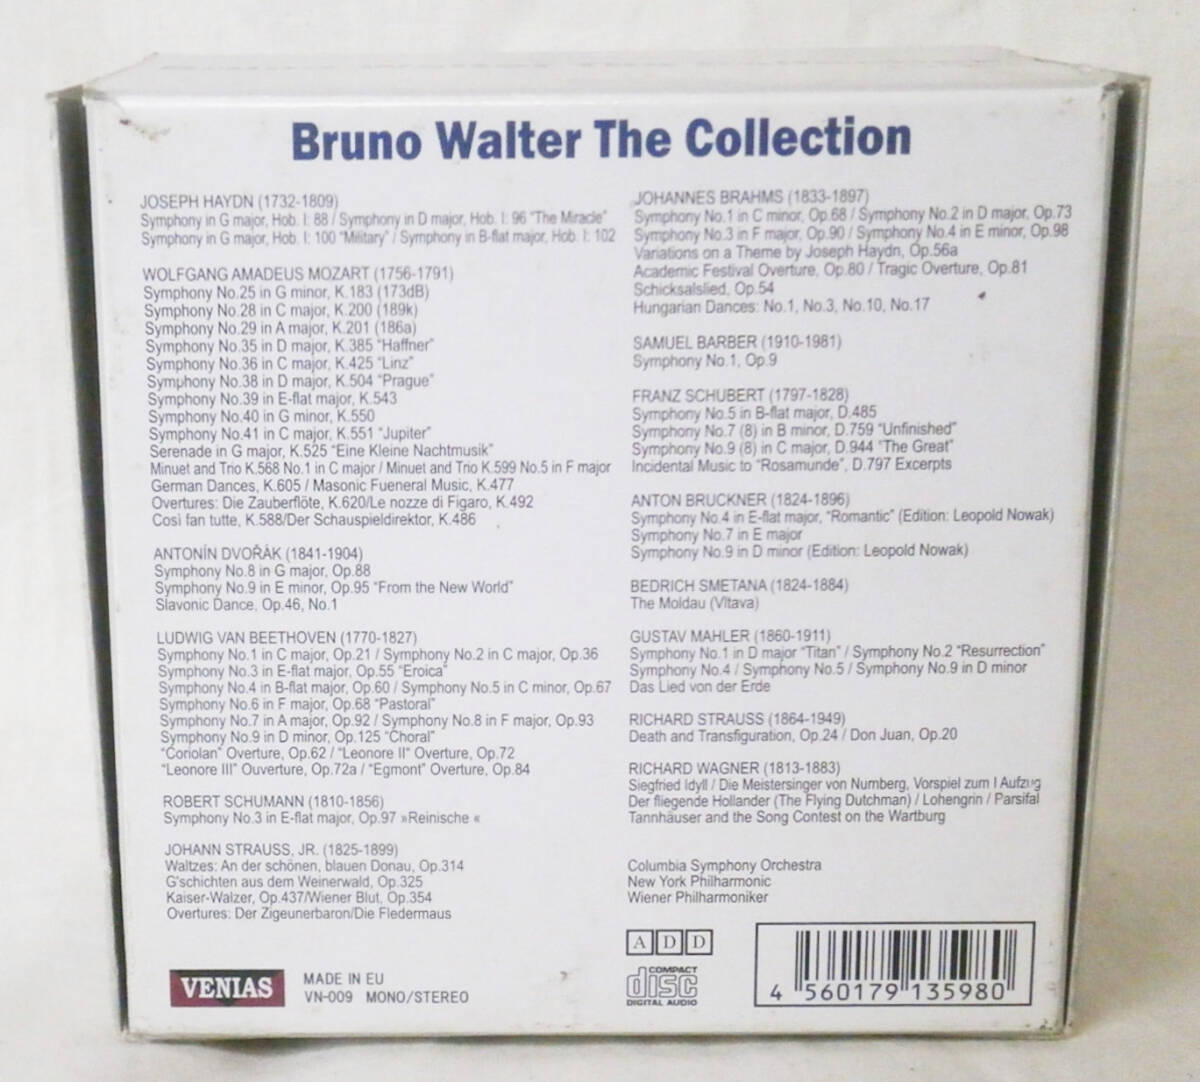 Bruno Walter The Collection
JOSEPH HAYDN (1732-1809)
Symphony in G major, Hob. I: 88 / Symphony in D major, Hob. I: 96 "The Miracle"
Symphony in G major, Hob. I: 100 "Military" / Symphony in B-flat major, Hob. I: 102
WOLFGANG AMADEUS MOZART (1756-1791)
Symphony No.25 in G minor, K.183 (173dB)
Symphony No.28 in C major, K.200 (189k)
Symphony No.29 in A major, K.201 (186a)
Symphony No.35 in D major, K.385 "Haffner"
Symphony No.36 in C major, K.425 "Linz"
Symphony No.38 in D major, K.504 "Prague"
Symphony No.39 in E-flat major, K.543
Symphony No.40 in G minor, K.550
Symphony No.41 in C major, K.551 "Jupiter"
Serenade in G major, K.525 "Eine Kleine Nachtmusik"
Minuet and Trio K.568 No.1 in C major / Minuet and Trio K.599 No.5 in F major
German Dances, K.605 / Masonic Fueneral Music, K.477
Overtures: Die Zauberflöte, K.620/Le nozze di Figaro, K.492
Così fan tutte, K.588/Der Schauspieldirektor, K.486
ANTONÍN DVOŘÁK (1841-1904)
Symphony No.8 in G major, Op.88
Symphony No.9 in E minor, Op.95 "From the New World"
Slavonic Dance, Op.46, No.1
LUDWIG VAN BEETHOVEN (1770-1827)
Symphony No.1 in C major, Op.21 / Symphony No.2 in C major, Op.36
Symphony No.3 in E-flat major, Op.55 "Eroica"
Symphony No.4 in B-flat major, Op.60 / Symphony No.5 in C minor, Op.67
Symphony No.6 in F major, Op.68 "Pastoral"
Symphony No.7 in A major, Op.92 / Symphony No.8 in F major, Op.93
Symphony No.9 in D minor, Op.125 "Choral"
"Coriolan" Overture, Op.62 / "Leonore II" Overture, Op.72
"Leonore III" Ouverture, Op.72a / "Egmont" Overture, Op.84
ROBERT SCHUMANN (1810-1856)
Symphony No.3 in E-flat major, Op.97 »Reinische «
JOHANN STRAUSS, JR. (1825-1899)
Waltzes: An der schönen, blauen Donau, Op.314
G'schichten aus dem Weinerwald, Op.325
Kaiser-Walzer, Op.437/Wiener Blut, Op.354
Overtures: Der Zigeunerbaron/Die Fledermaus
JOHANNES BRAHMS (1833-1897)
Symphony No.1 in C minor, Op.68 / Symphony No.2 in D major, Op.73
Symphony No.3 in F major, Op.90 / Symphony No.4 in E minor, Op.98
Variations on a Theme by Joseph Haydn, Op.56a
Academic Festival Overture, Op.80 / Tragic Overture, Op.81
Schicksalslied, Op.54
Hungarian Dances: No.1, No.3, No.10, No.17
SAMUEL BARBER (1910-1981)
Symphony No.1, Op.9
FRANZ SCHUBERT (1797-1828)
Symphony No.5 in B-flat major, D.485
Symphony No.7 (8) in B minor, D.759 "Unfinished"
Symphony No.9 (8) in C major, D.944 "The Great"
Incidental Music to "Rosamunde", D.797 Excerpts
ANTON BRUCKNER (1824-1896)
Symphony No.4 in E-flat major, "Romantic" (Edition: Leopold Nowak)
Symphony No.7 in E major
Symphony No.9 in D minor (Edition: Leopold Nowak)
BEDRICH SMETANA (1824-1884)
The Moldau (Vltava)
GUSTAV MAHLER (1860-1911)
Symphony No.1 in D major "Titan" / Symphony No.2 "Resurrection"
Symphony No.4 / Symphony No.5 / Symphony No.9 in D minor
Das Lied von der Erde
RICHARD STRAUSS (1864-1949)
Death and Transfiguration, Op.24 / Don Juan, Op.20
RICHARD WAGNER (1813-1883)
Siegfried Idyll / Die Meistersinger von Nurnberg, Vorspiel zum I Aufzug
Der fliegende Hollander (The Flying Dutchman) / Lohengrin / Parsifal
Tannhäuser and the Song Contest on the Wartburg
Columbia Symphony Orchestra
New York Philharmonic
Wiener Philharmoniker
VENIAS
MADE IN EU
VN-009 MONO/STEREO
ADD
COMPACT
disc
DIGITAL AUDIO
4 560179 135980